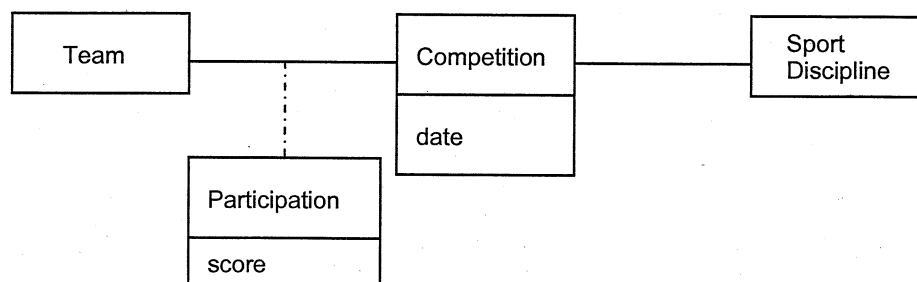 Team
Competition
Sport
Discipline
date
Participation
score